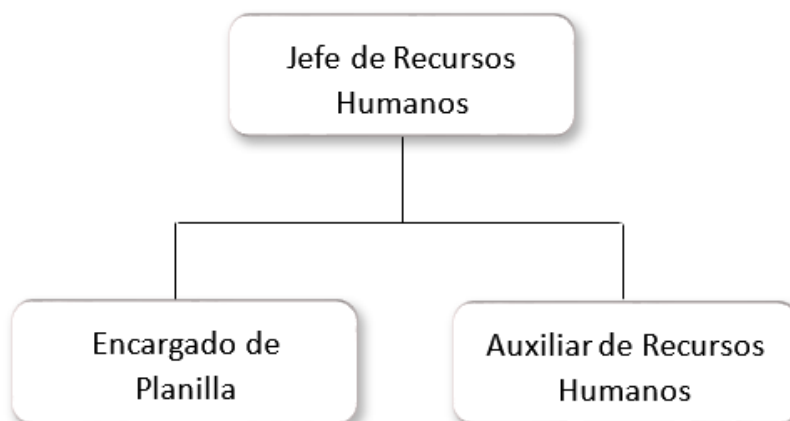 Jefe de Recursos
Humanos
Encargado de
Planilla
Auxiliar de Recursos
Humanos